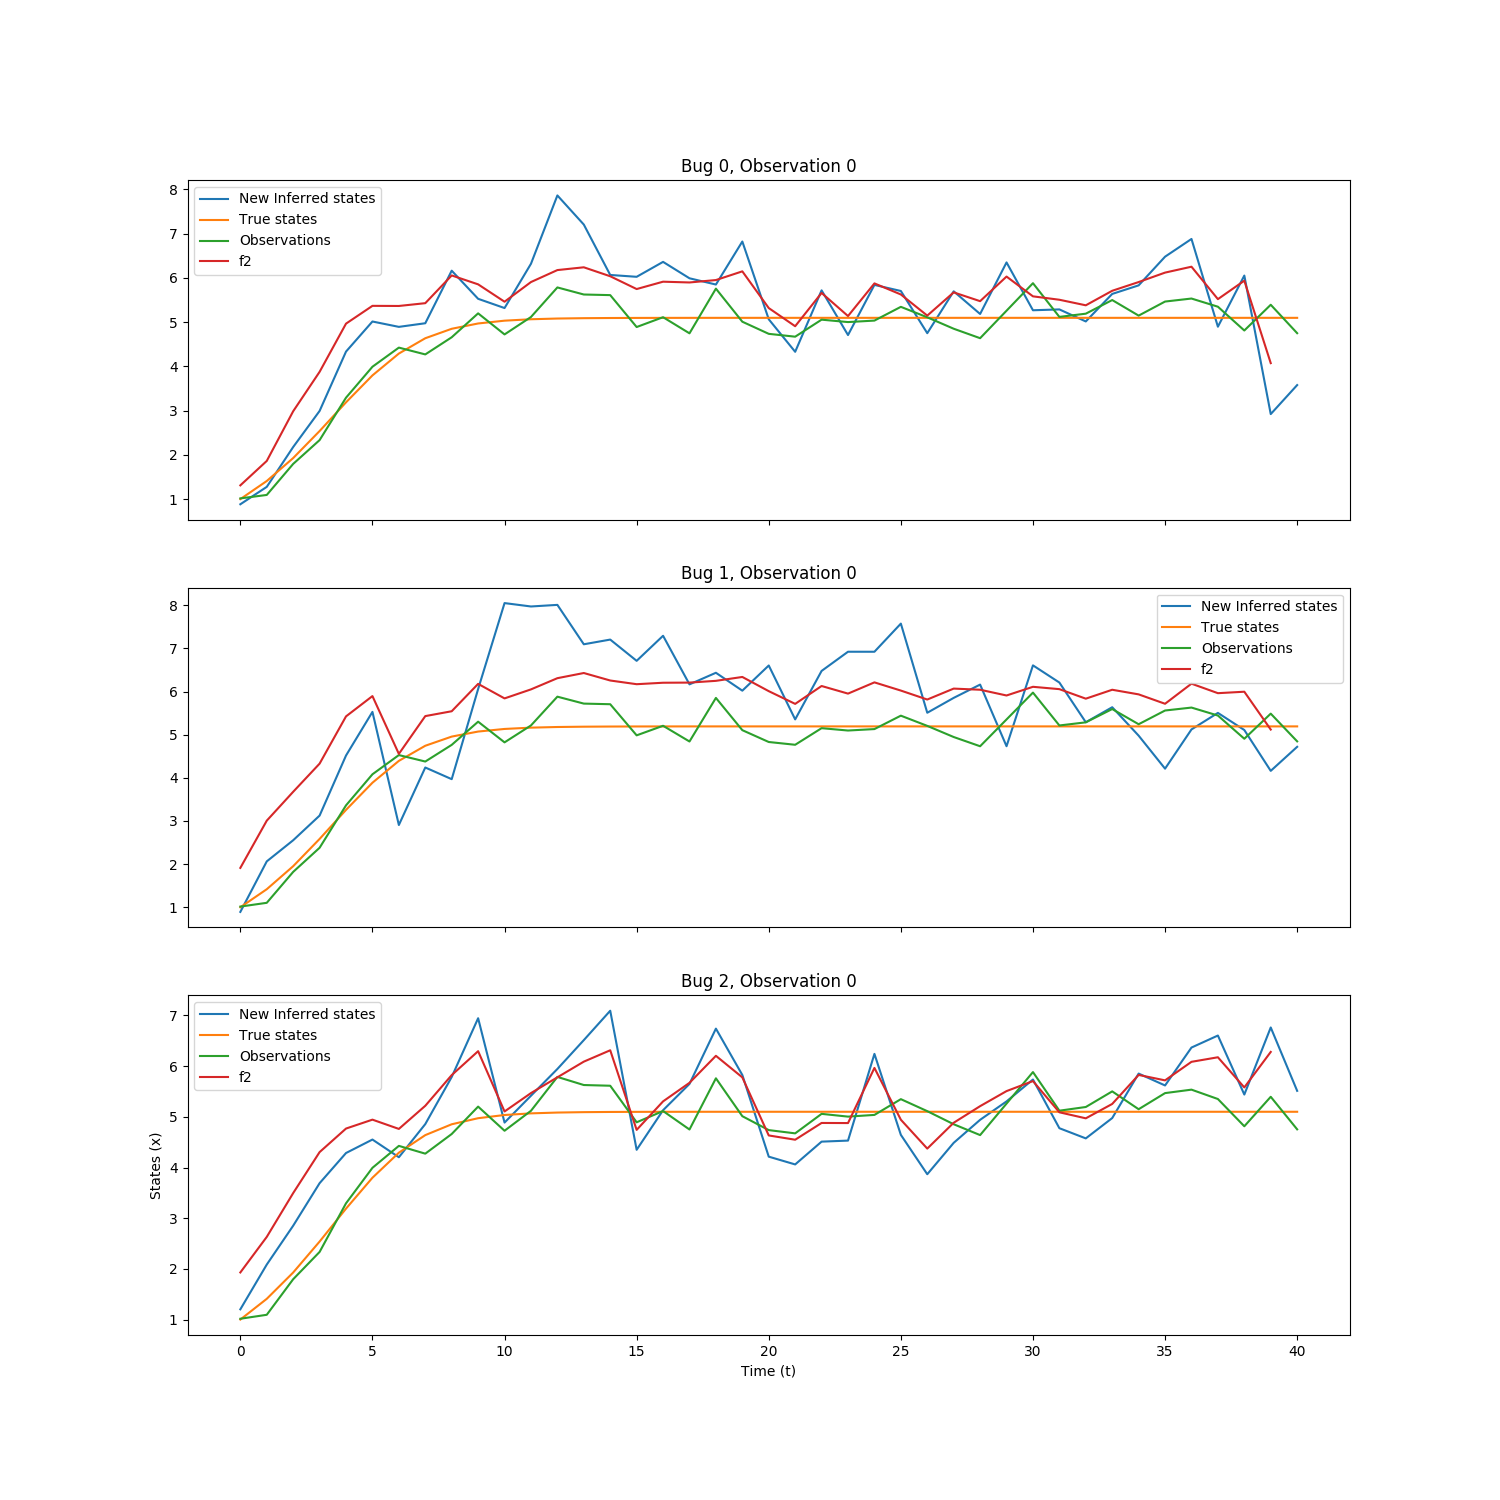 Bug 0, Observation 0
8
7
6
5
4
3
2
1
New Inferred states
True states
Observations
f2
Bug 1, Observation 0
8
7
6
5
4
3
2
1
New Inferred states
True states
Observations
f2
Bug 2, Observation 0
7
6
5
4
3
2
1
States (x)
New Inferred states
True states
Observations
f2
0 5 10 15 20 25 30 35 40
Time (t)